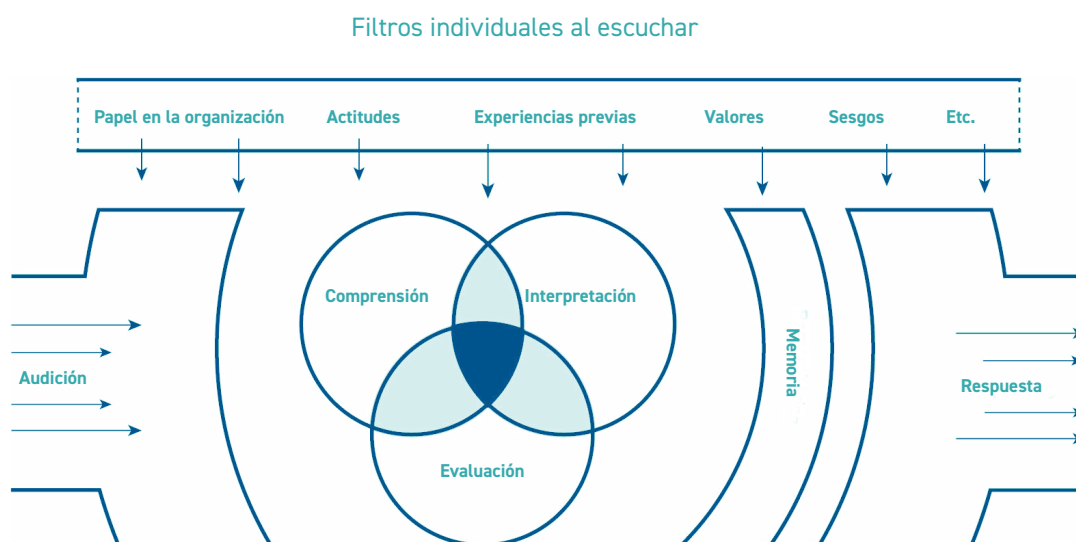 Filtros individuales al escuchar
Papel en la organización
Actitudes
Experiencias previas
Valores
Sesgos
Etc.
Comprensión
Interpretación
Memoria
Audición
Respuesta
Evaluación